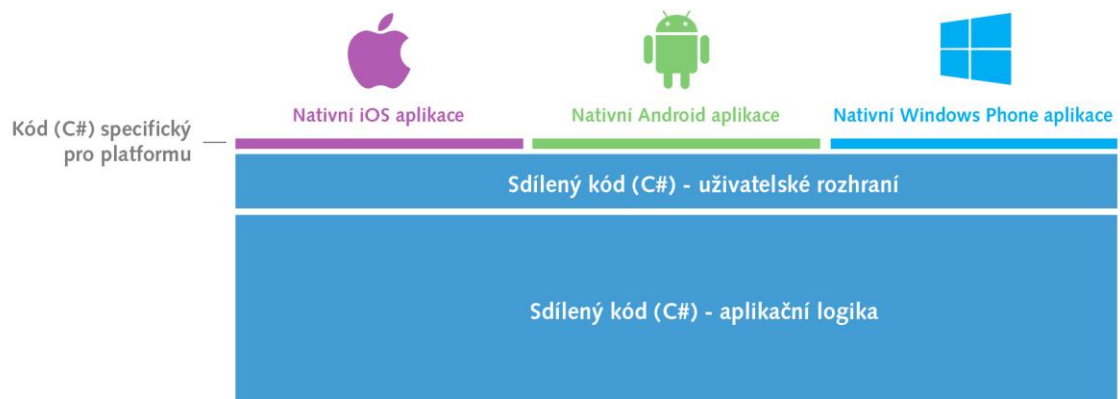 Nativní iOS aplikace
Nativní Android aplikace
Nativní Windows Phone aplikace
Kód (C#) specifický
pro platformu
Sdílený kód (C#) - uživatelské rozhraní
Sdílený kód (C#) - aplikační logika